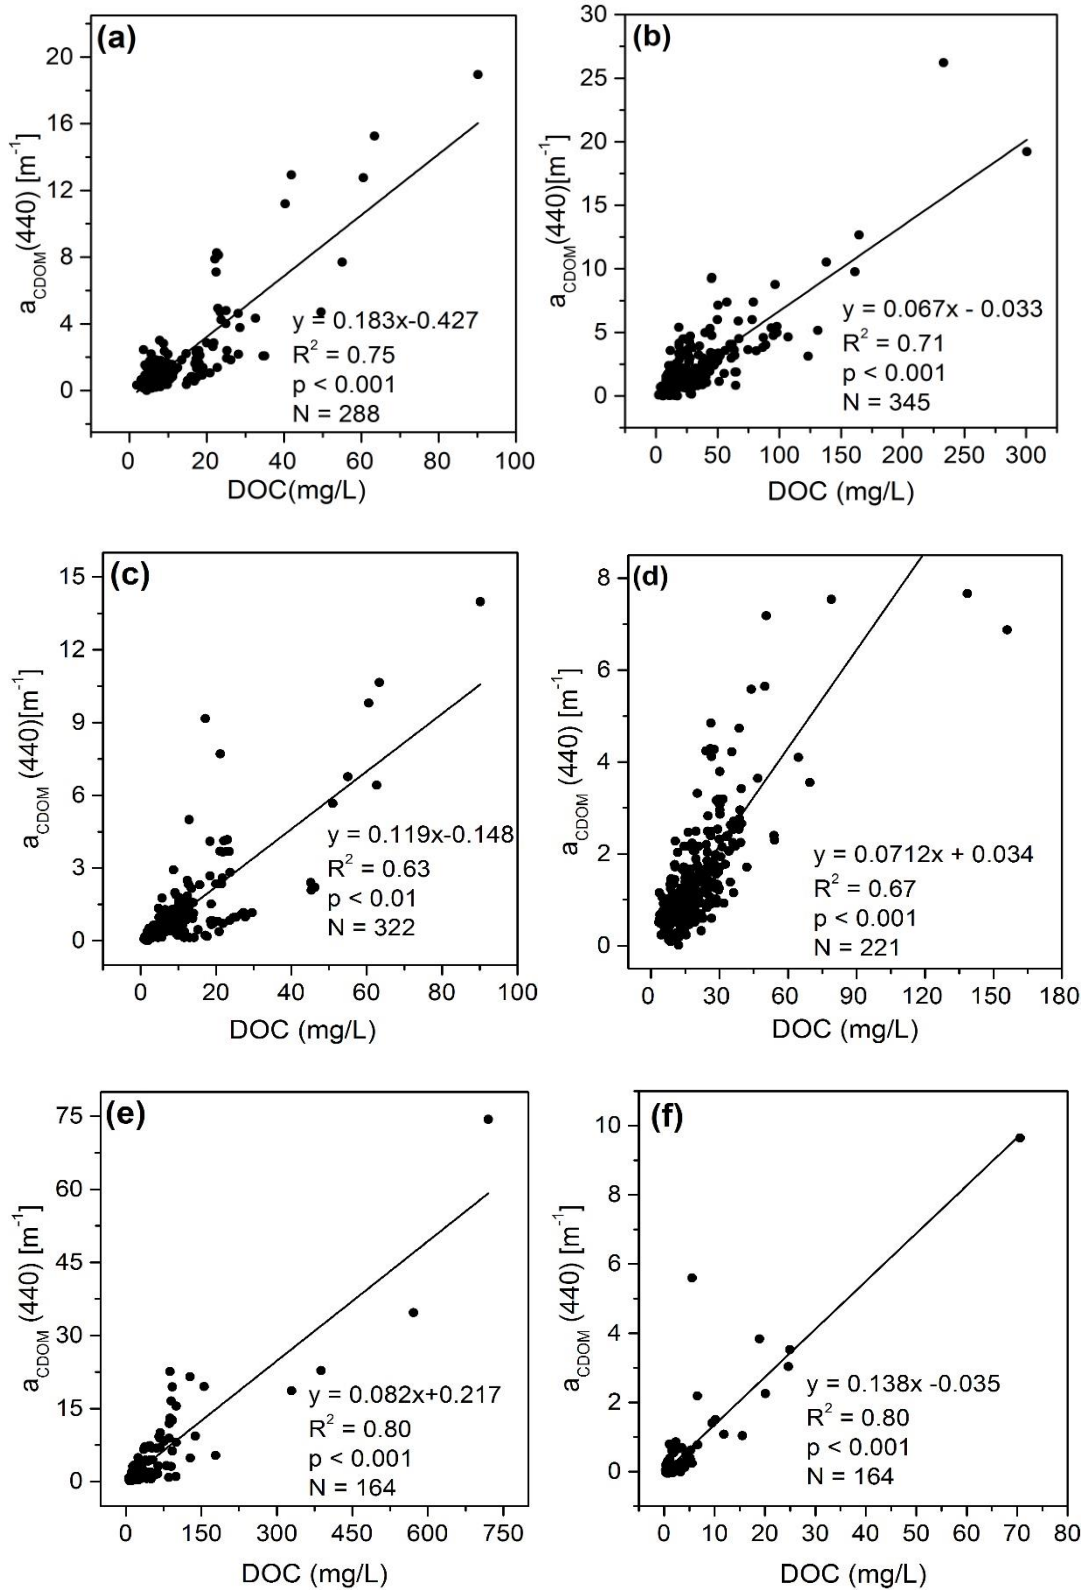 (a)
20
16
12
8
4
0
a_CDOM(440) [m⁻¹]
y = 0.183x-0.427
R² = 0.75
p < 0.001
N = 288
0 20 40 60 80 100
DOC(mg/L)
(b)
30
25
20
15
10
5
0
a_CDOM(440)[m⁻¹]
y = 0.067x - 0.033
R² = 0.71
p < 0.001
N = 345
0 50 100 150 200 250 300
DOC (mg/L)
(c)
15
12
9
6
3
0
a_CDOM (440)[m⁻¹]
y = 0.119x-0.148
R² = 0.63
p < 0.01
N = 322
0 20 40 60 80 100
DOC (mg/L)
(d)
8
6
4
2
0
a_CDOM (440) [m⁻¹]
y = 0.0712x + 0.034
R² = 0.67
p < 0.001
N = 221
0 30 60 90 120 150 180
DOC (mg/L)
(e)
75
60
45
30
15
0
a_CDOM (440) [m⁻¹]
y = 0.082x+0.217
R² = 0.80
p < 0.001
N = 164
0 150 300 450 600 750
DOC (mg/L)
(f)
10
8
6
4
2
0
a_CDOM (440) [m⁻¹]
y = 0.138x -0.035
R² = 0.80
p < 0.001
N = 164
0 10 20 30 40 50 60 70 80
DOC (mg/L)